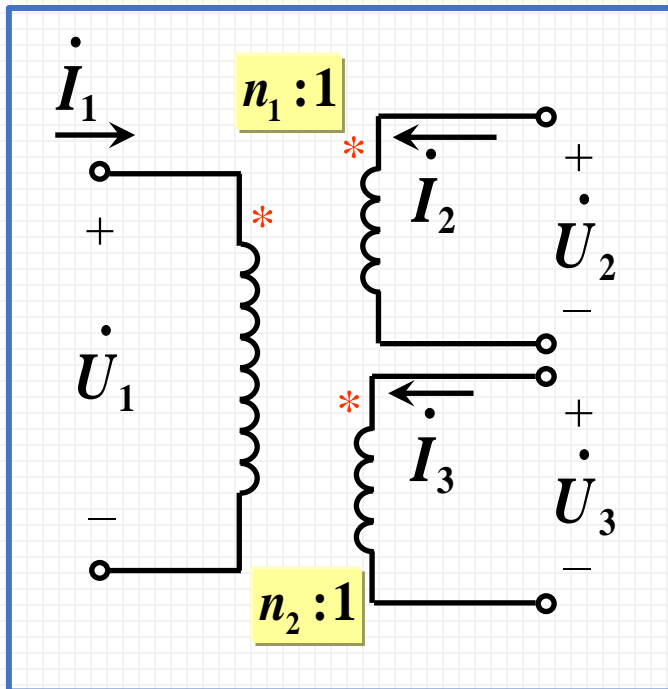 İ₁
n₁ : 1
*
*
İ₂
+
+
U̇₂
−
U̇₁
*
İ₃
+
U̇₃
−
−
n₂ : 1